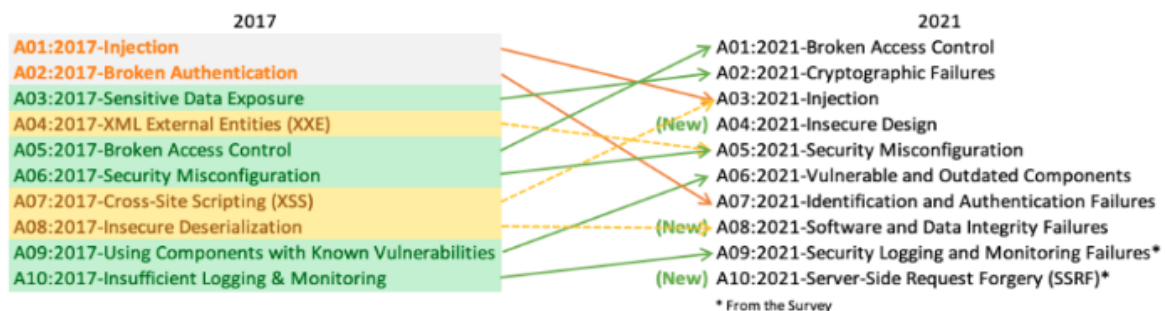 2017
A01:2017-Injection
A02:2017-Broken Authentication
A03:2017-Sensitive Data Exposure
A04:2017-XML External Entities (XXE)
A05:2017-Broken Access Control
A06:2017-Security Misconfiguration
A07:2017-Cross-Site Scripting (XSS)
A08:2017-Insecure Deserialization
A09:2017-Using Components with Known Vulnerabilities
A10:2017-Insufficient Logging & Monitoring
2021
A01:2021-Broken Access Control
A02:2021-Cryptographic Failures
A03:2021-Injection
(New) A04:2021-Insecure Design
A05:2021-Security Misconfiguration
A06:2021-Vulnerable and Outdated Components
A07:2021-Identification and Authentication Failures
(New) A08:2021-Software and Data Integrity Failures
A09:2021-Security Logging and Monitoring Failures*
(New) A10:2021-Server-Side Request Forgery (SSRF)*
* From the Survey